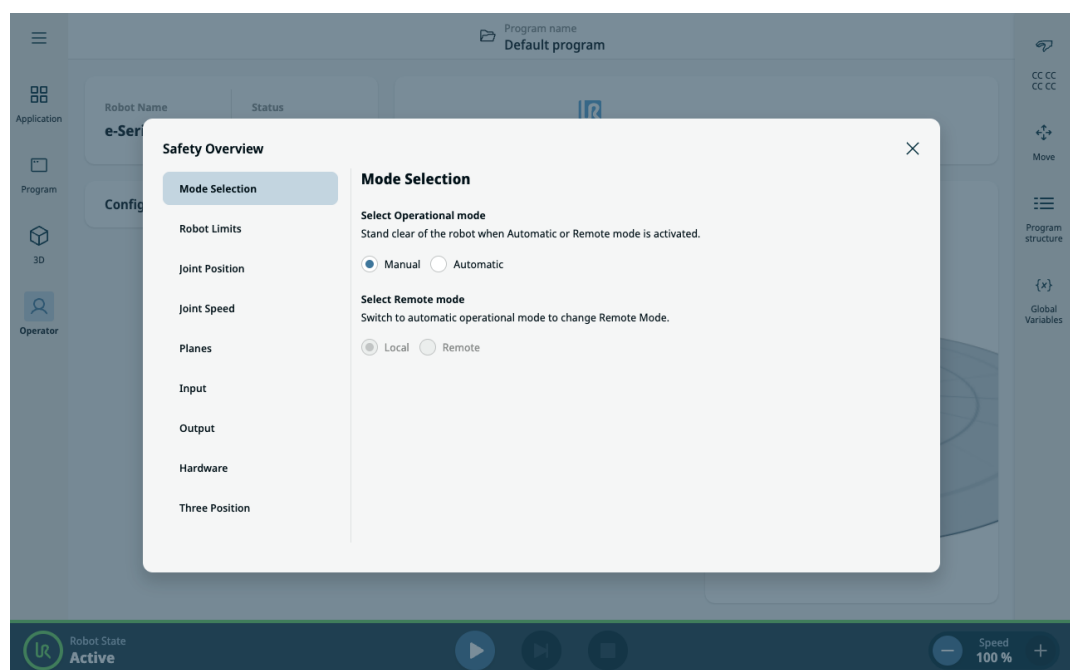 Program name
Default program
Application
Program
3D
Operator
Robot Name
Status
e-Seri
Config
Safety Overview
Mode Selection
Robot Limits
Joint Position
Joint Speed
Planes
Input
Output
Hardware
Three Position
Mode Selection
Select Operational mode
Stand clear of the robot when Automatic or Remote mode is activated.
Manual Automatic
Select Remote mode
Switch to automatic operational mode to change Remote Mode.
Local Remote
CC CC
CC CC
Move
Program
structure
{x}
Global
Variables
UR
Robot State
Active
Speed
100 %